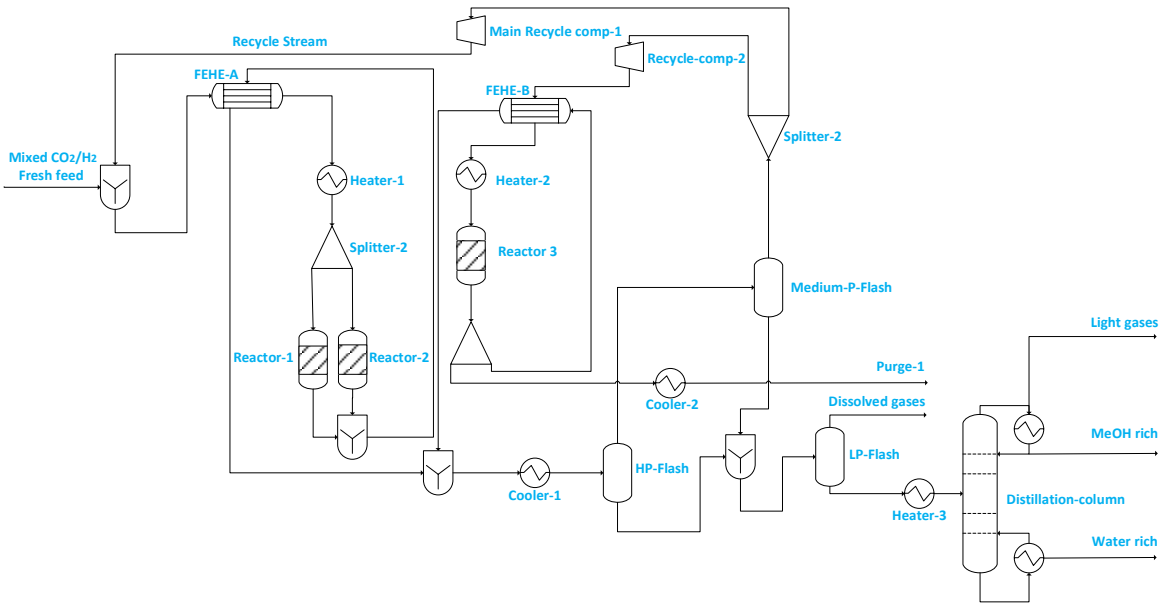 Main Recycle comp-1
Recycle Stream
Recycle-comp-2
FEHE-A
FEHE-B
Splitter-2
Mixed CO2/H2
Fresh feed
Heater-1
Heater-2
Splitter-2
Reactor 3
Medium-P-Flash
Light gases
Reactor-1
Reactor-2
Purge-1
Cooler-2
Dissolved gases
MeOH rich
HP-Flash
LP-Flash
Cooler-1
Heater-3
Distillation-column
Water rich